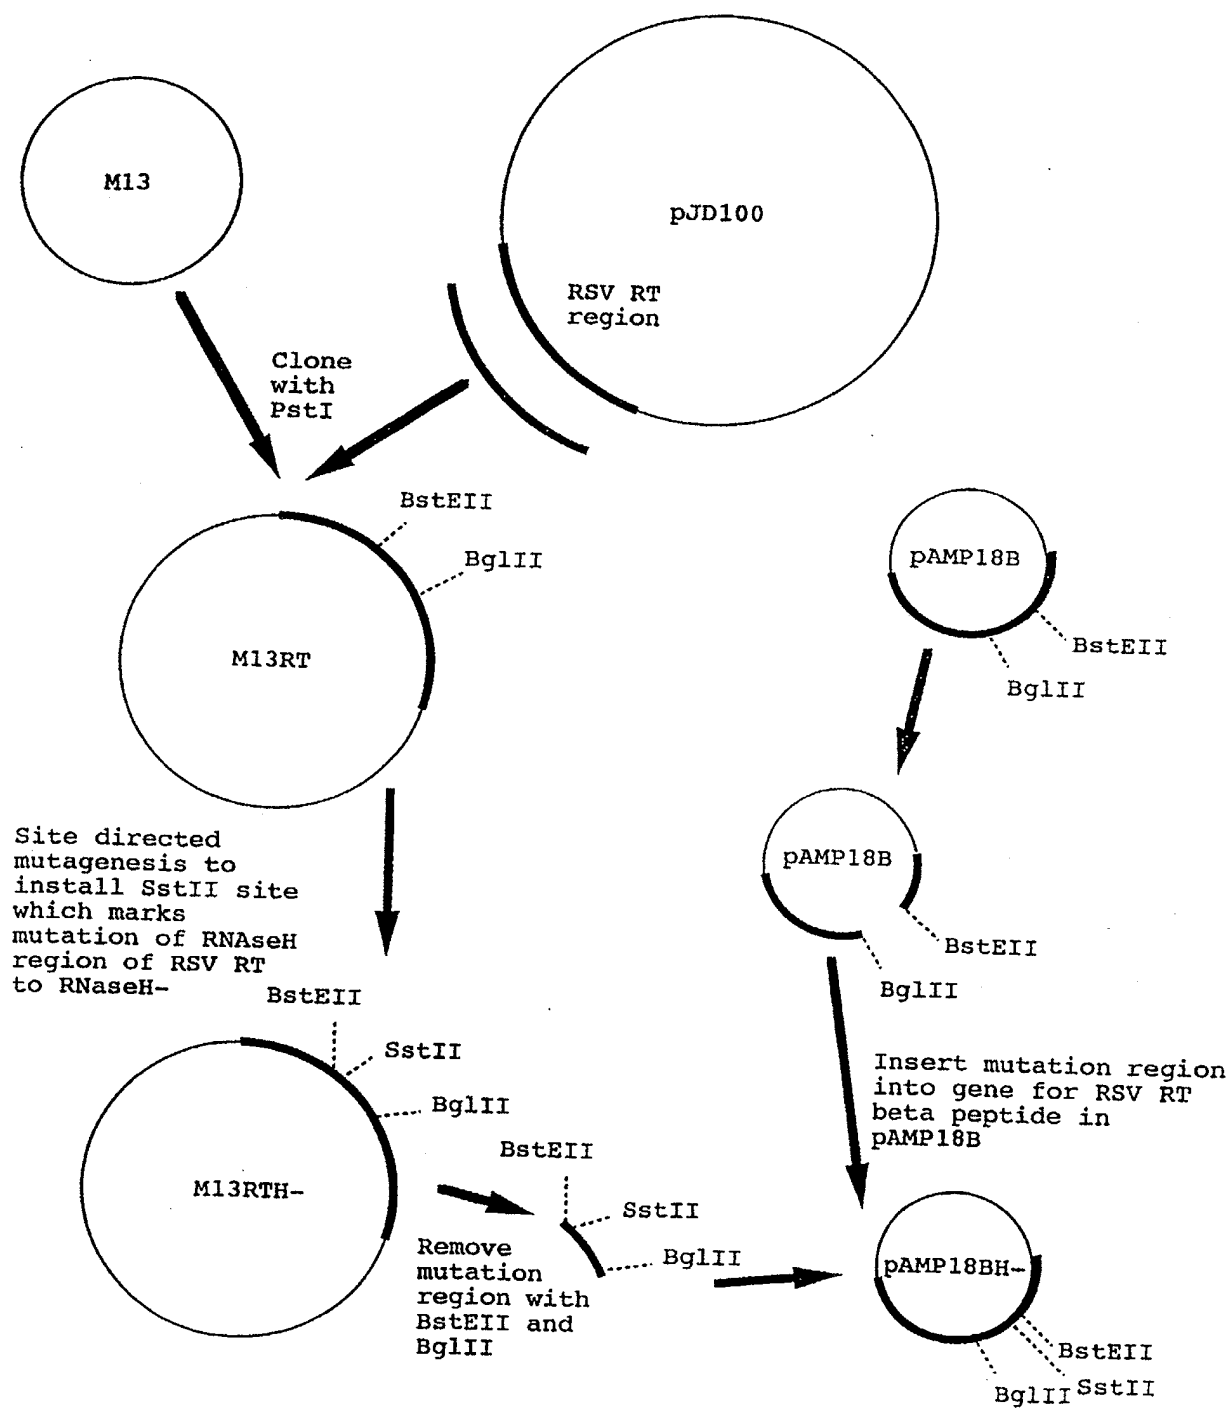 M13
pJD100
RSV RT
region
Clone
with
PstI
BstEII
BglII
M13RT
pAMP18B
BstEII
BglII
pAMP18B
BstEII
BglII
Site directed
mutagenesis to
install SstII site
which marks
mutation of RNAseH
region of RSV RT
to RNaseH-
BstEII
SstII
BglII
M13RTH-
Insert mutation region
into gene for RSV RT
beta peptide in
pAMP18B
BstEII
SstII
BglII
Remove
mutation
region with
BstEII and
BglII
pAMP18BH-
BstEII
SstII
BglII